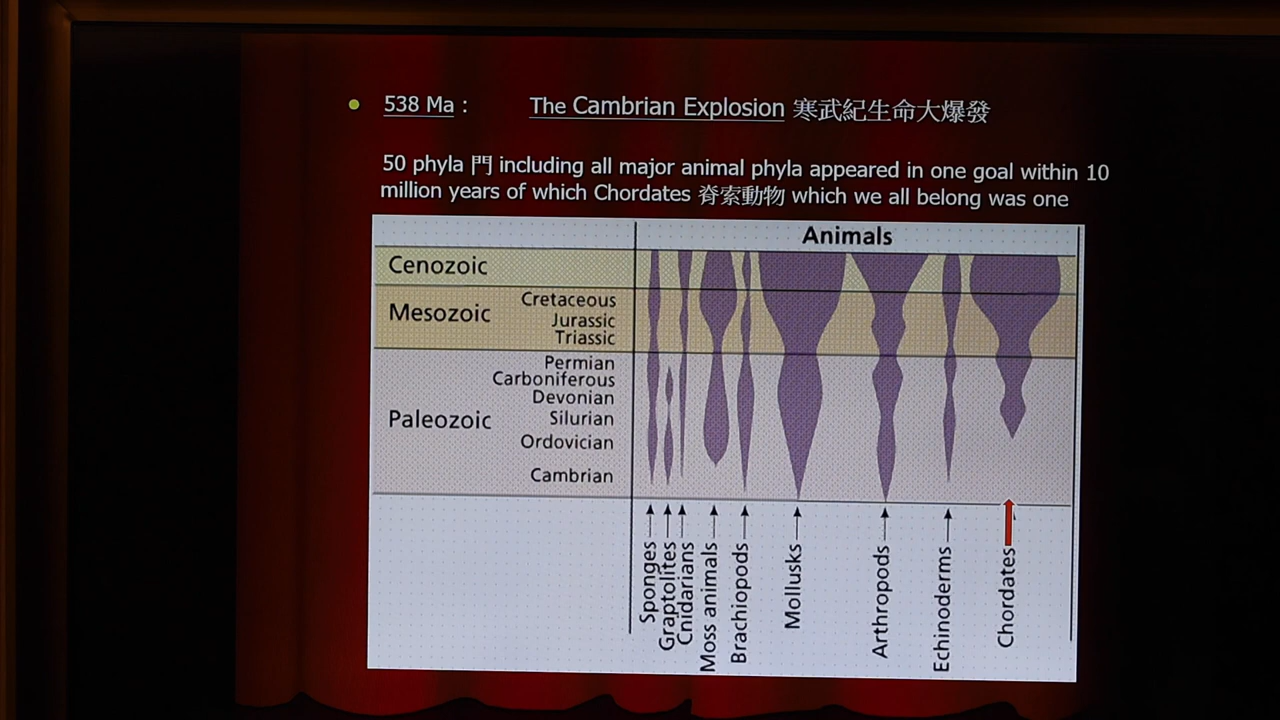 538 Ma : The Cambrian Explosion 寒武紀生命大爆發
50 phyla 門 including all major animal phyla appeared in one goal within 10
million years of which Chordates 脊索動物 which we all belong was one
Animals
Cenozoic
Mesozoic
Cretaceous
Jurassic
Triassic
Paleozoic
Permian
Carboniferous
Devonian
Silurian
Ordovician
Cambrian
Sponges
Graptolites
Cnidarians
Moss animals
Brachiopods
Mollusks
Arthropods
Echinoderms
Chordates